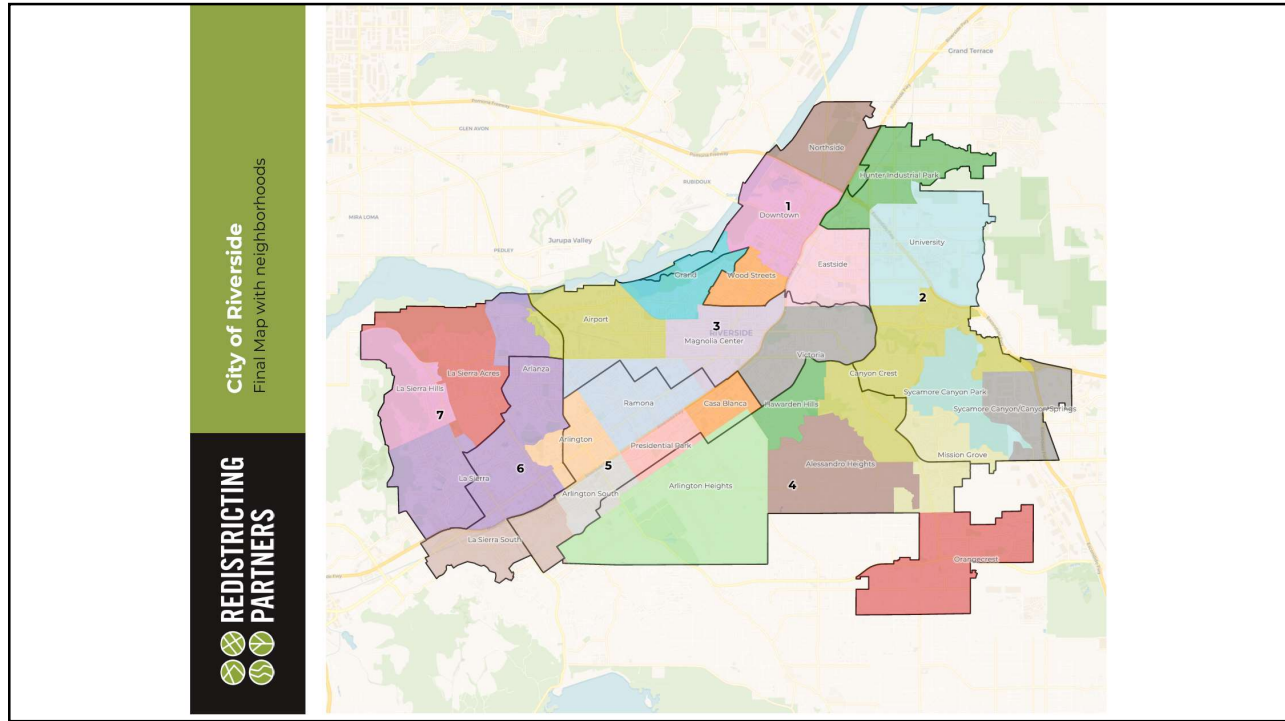 City of Riverside
Final Map with neighborhoods
REDISTRICTING
PARTNERS
Grand Terrace
GLEN AVON
Northside
RUBIDOUX
Hunter Industrial Park
MIRA LOMA
1
Downtown
PEDLEY
Jurupa Valley
University
Eastside
Grand
Wood Streets
2
Airport
3
RIVERSIDE
Magnolia Center
Victoria
Arlanza
La Sierra Acres
Canyon Crest
La Sierra Hills
Sycamore Canyon Park
Ramona
Casa Blanca
Hawarden Hills
Sycamore Canyon/Canyon Springs
7
Arlington
Presidential Park
Mission Grove
5
6
Alessandro Heights
La Sierra
4
Arlington Heights
Arlington South
La Sierra South
Orangecrest